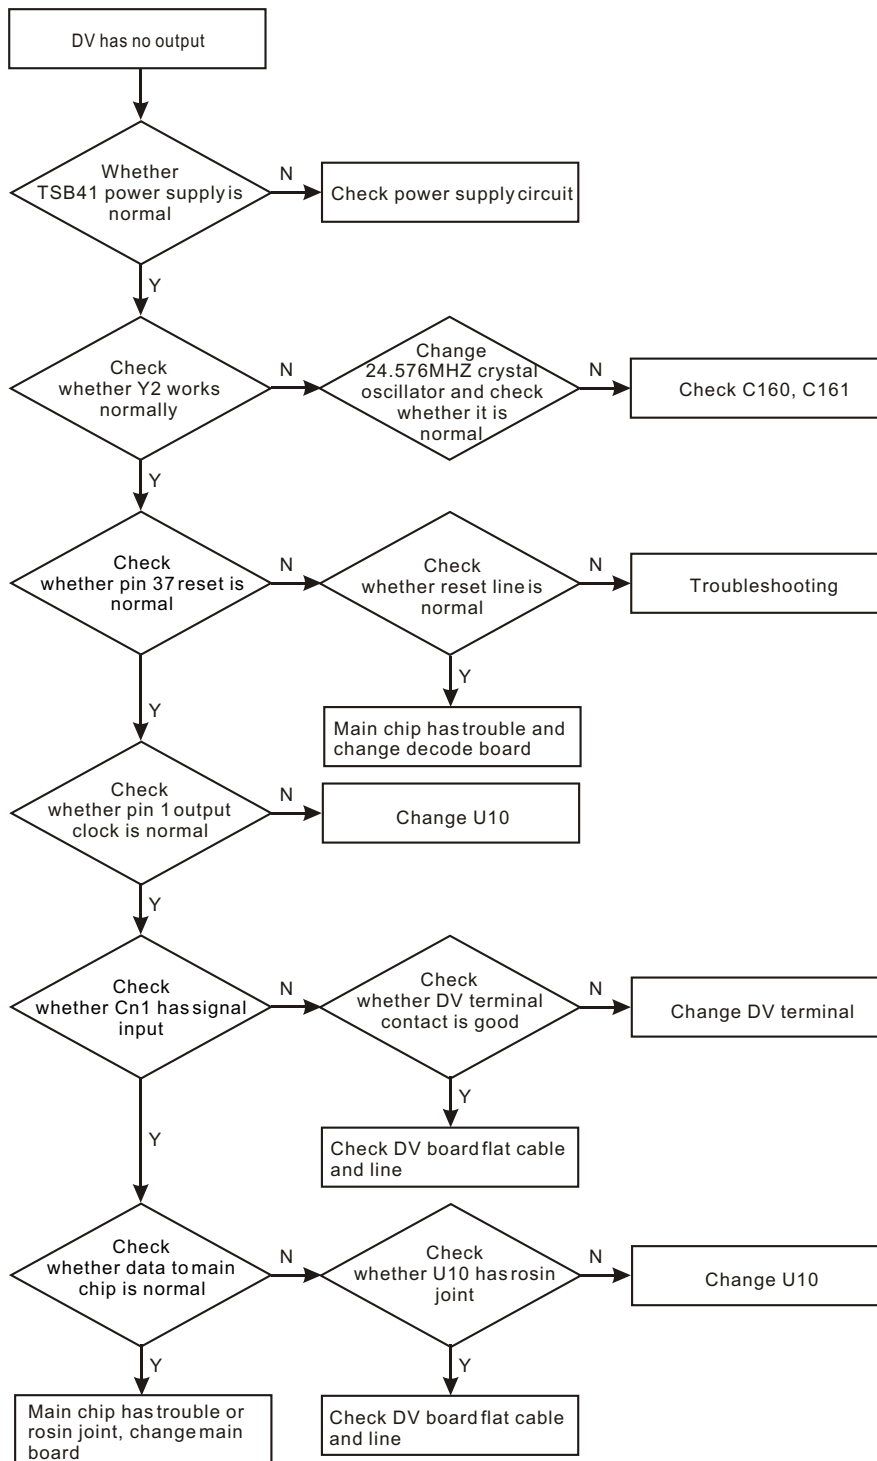 DV has no output
Whether
TSB41 power supply is
normal
N
Check power supply circuit
Y
Check
whether Y2 works
normally
N
Change
24.576MHZ crystal
oscillator and check
whether it is
normal
N
Check C160, C161
Y
Check
whether pin 37 reset is
normal
N
Check
whether reset line is
normal
N
Troubleshooting
Y
Main chip has trouble and
change decode board
Y
Check
whether pin 1 output
clock is normal
N
Change U10
Y
Check
whether Cn1 has signal
input
N
Check
whether DV terminal
contact is good
N
Change DV terminal
Y
Check DV board flat cable
and line
Y
Check
whether data to main
chip is normal
N
Check
whether U10 has rosin
joint
N
Change U10
Y
Main chip has trouble or
rosin joint, change main
board
Y
Check DV board flat cable
and line